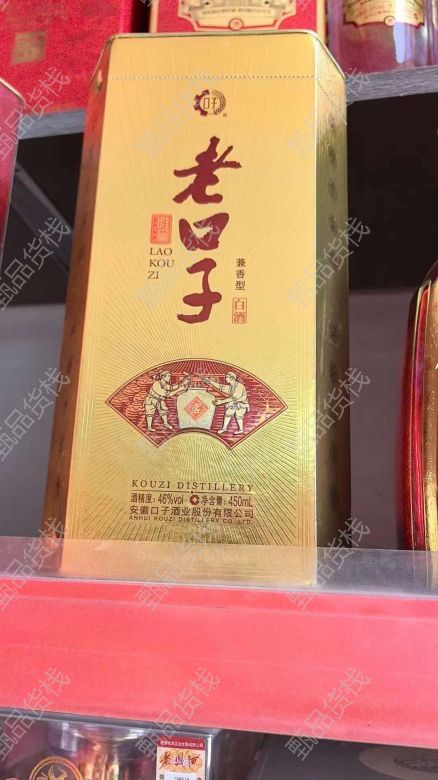 口子
老口子
LAO
KOU
ZI
兼香型
白酒
KOUZI DISTILLERY
酒精度：46%vol 净含量：450mL
安徽口子酒业股份有限公司
ANHUI KOUZI DISTILLERY CO.,LTD
甄品货栈